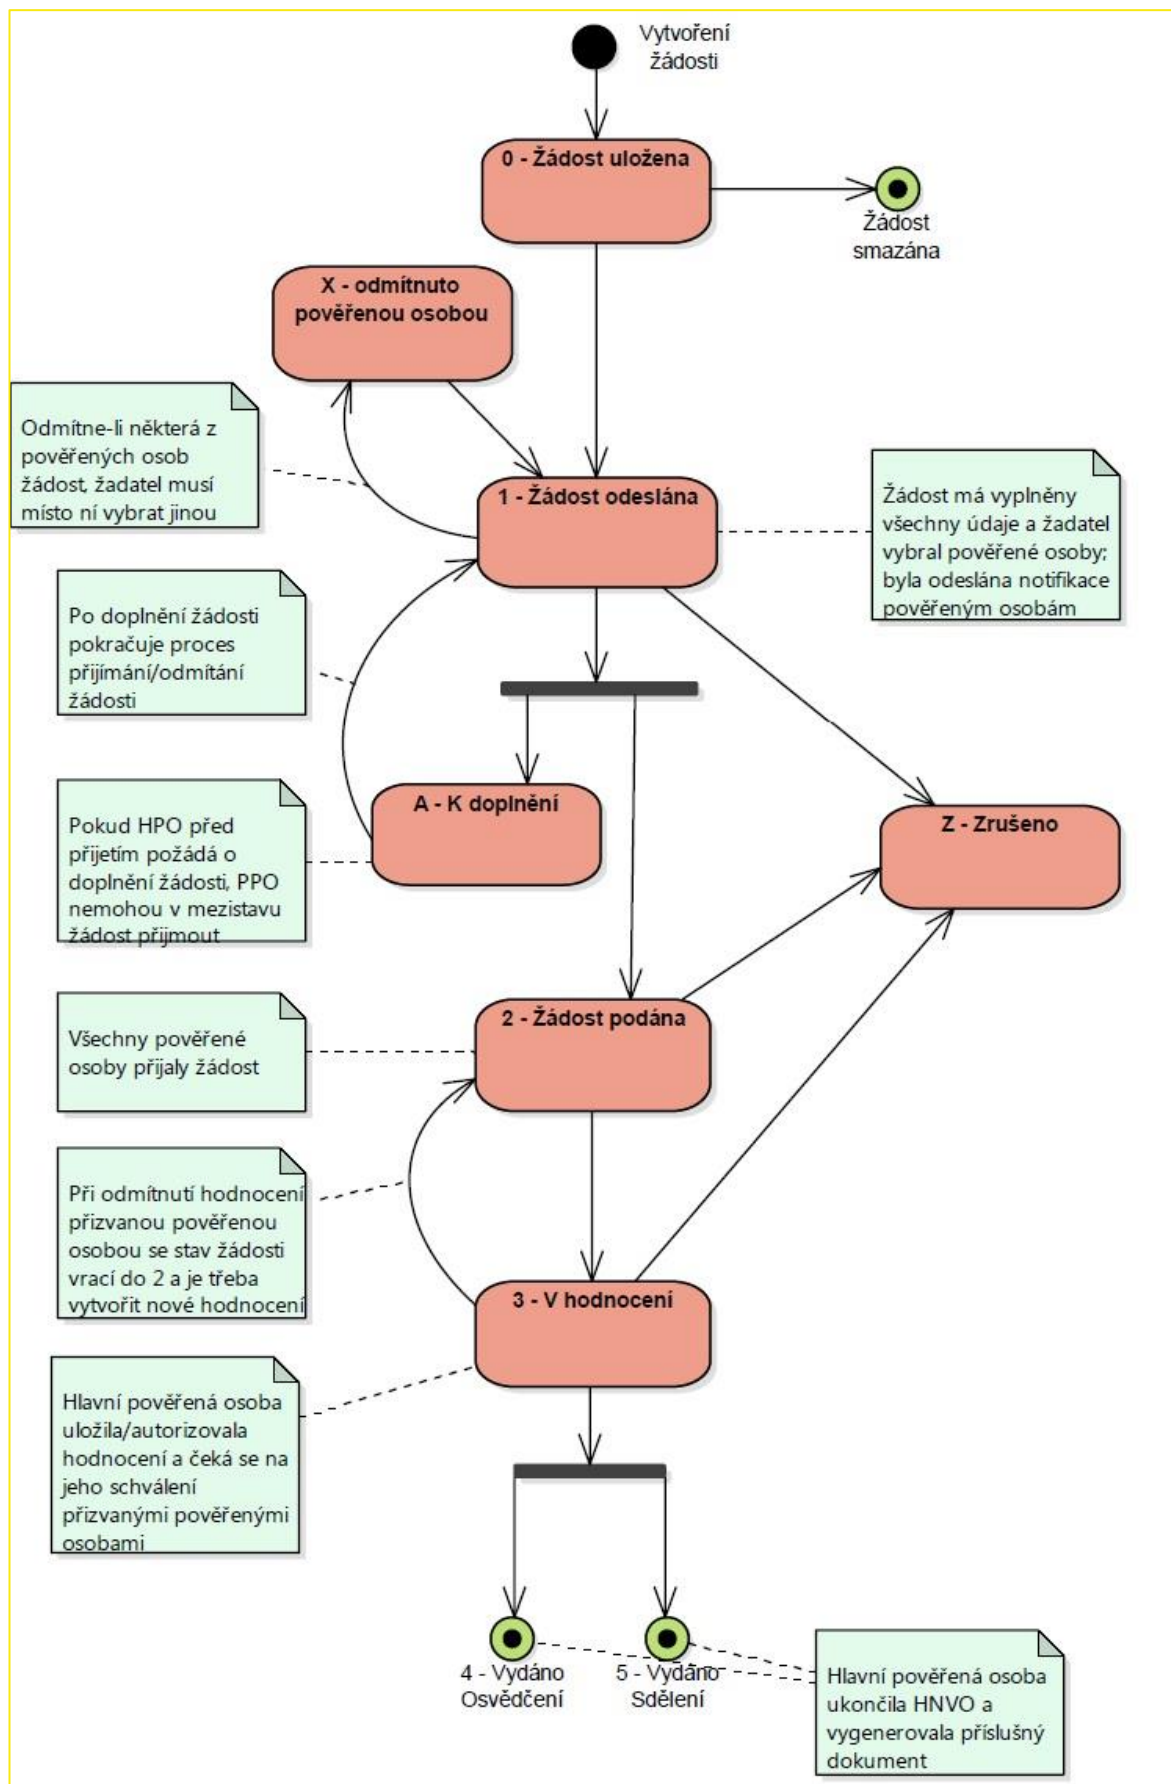 Vytvoření
žádosti
0 - Žádost uložena
Žádost
smazána
X - odmítnuto
pověřenou osobou
Odmítne-li některá z
pověřených osob
žádost, žadatel musí
místo ní vybrat jinou
1 - Žádost odeslána
Žádost má vyplněny
všechny údaje a žadatel
vybral pověřené osoby;
byla odeslána notifikace
pověřeným osobám
Po doplnění žádosti
pokračuje proces
přijímání/odmítání
žádosti
A - K doplnění
Pokud HPO před
přijetím požádá o
doplnění žádosti, PPO
nemohou v mezistavu
žádost přijmout
Z - Zrušeno
2 - Žádost podána
Všechny pověřené
osoby přijaly žádost
Při odmítnutí hodnocení
přizvanou pověřenou
osobou se stav žádosti
vrací do 2 a je třeba
vytvořit nové hodnocení
3 - V hodnocení
Hlavní pověřená osoba
uložila/autorizovala
hodnocení a čeká se na
jeho schválení
přizvanými pověřenými
osobami
4 - Vydáno
Osvědčení
5 - Vydáno
Sdělení
Hlavní pověřená osoba
ukončila HNVO a
vygenerovala příslušný
dokument